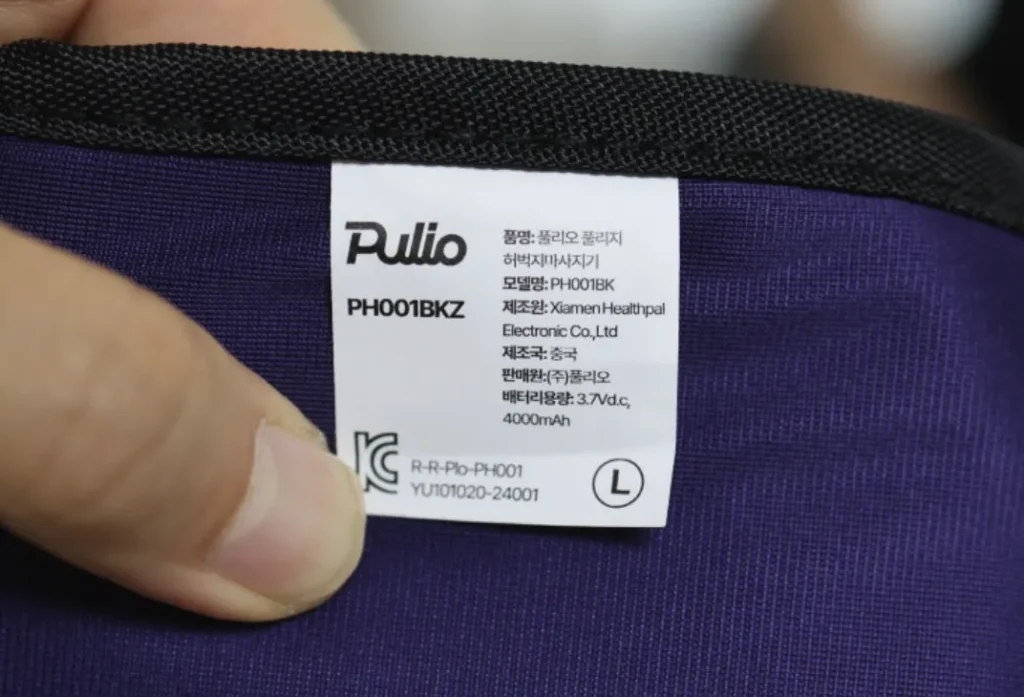 Pulio
PH001BKZ
품명: 풀리오 풀리지
허벅지마사지기
모델명: PH001BK
제조원: Xiamen Healthpal
Electronic Co.,Ltd
제조국: 중국
판매원:(주)풀리오
배터리용량: 3.7Vd.c,
4000mAh
R-R-Plo-PH001
YU101020-24001
L